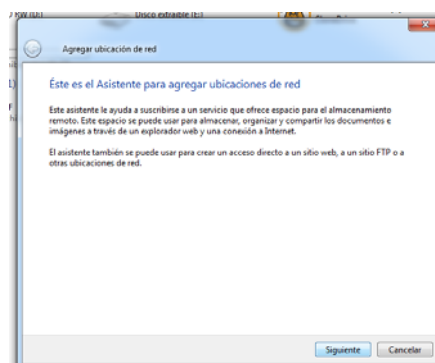 Disco extraíble (E:)
Agregar ubicación de red
Éste es el Asistente para agregar ubicaciones de red
Este asistente le ayuda a suscribirse a un servicio que ofrece espacio para el almacenamiento
remoto. Este espacio se puede usar para almacenar, organizar y compartir los documentos e
imágenes a través de un explorador web y una conexión a Internet.
El asistente también se puede usar para crear un acceso directo a un sitio web, a un sitio FTP o a
otras ubicaciones de red.
Siguiente
Cancelar